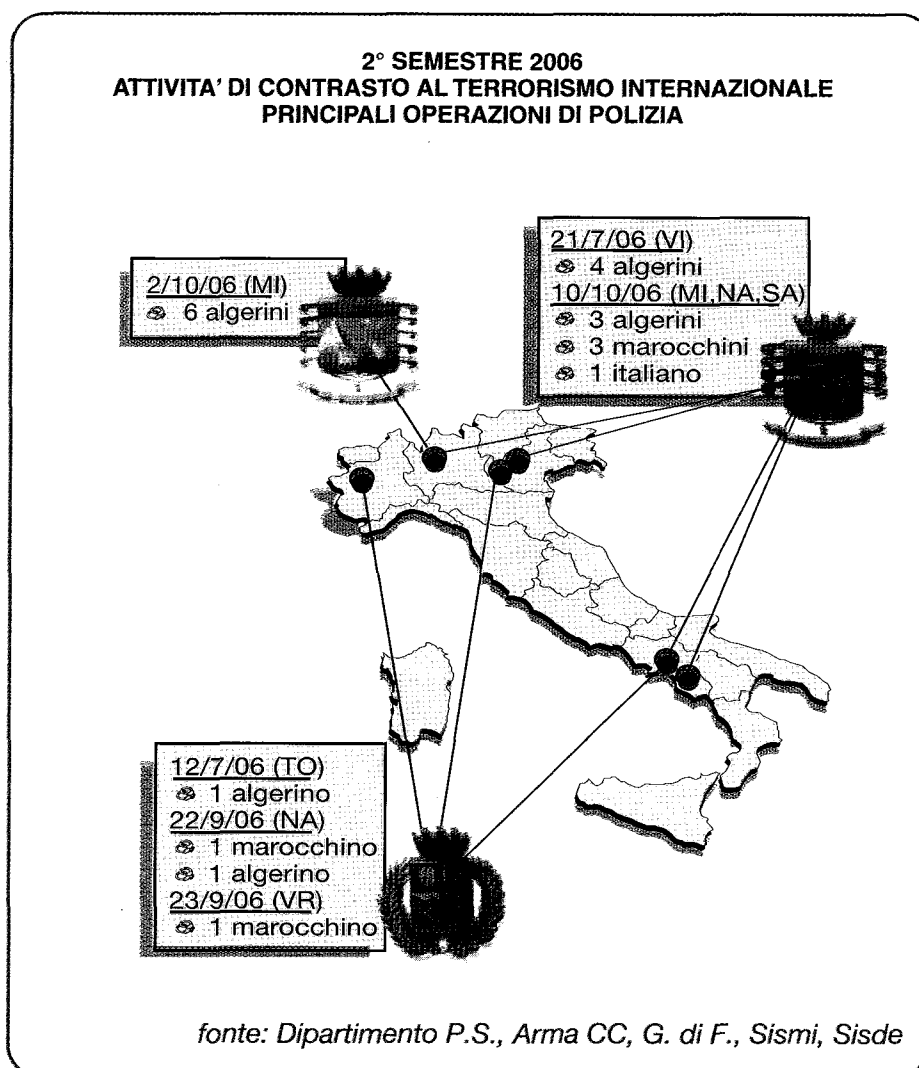 2° SEMESTRE 2006
ATTIVITA' DI CONTRASTO AL TERRORISMO INTERNAZIONALE
PRINCIPALI OPERAZIONI DI POLIZIA
2/10/06 (MI)
6 algerini
21/7/06 (VI)
4 algerini
10/10/06 (MI,NA,SA)
3 algerini
3 marocchini
1 italiano
12/7/06 (TO)
1 algerino
22/9/06 (NA)
1 marocchino
1 algerino
23/9/06 (VR)
1 marocchino
fonte: Dipartimento P.S., Arma CC, G. di F., Sismi, Sisde